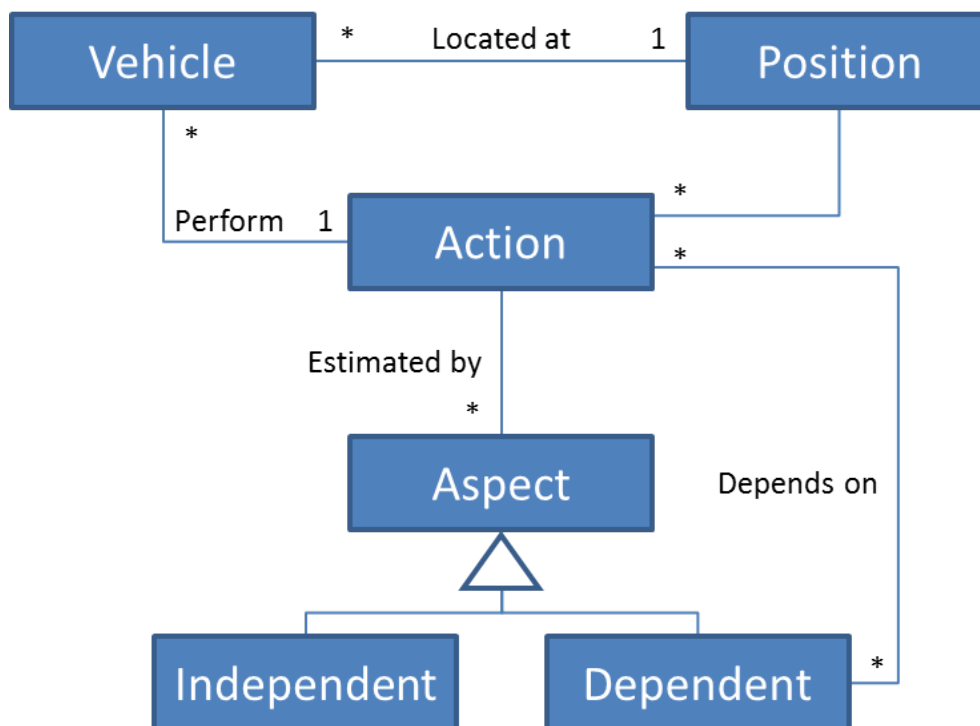 Vehicle
* Located at 1
Position
*
*
Perform 1
Action
*
Estimated by
*
Aspect
Depends on
Independent
Dependent
*